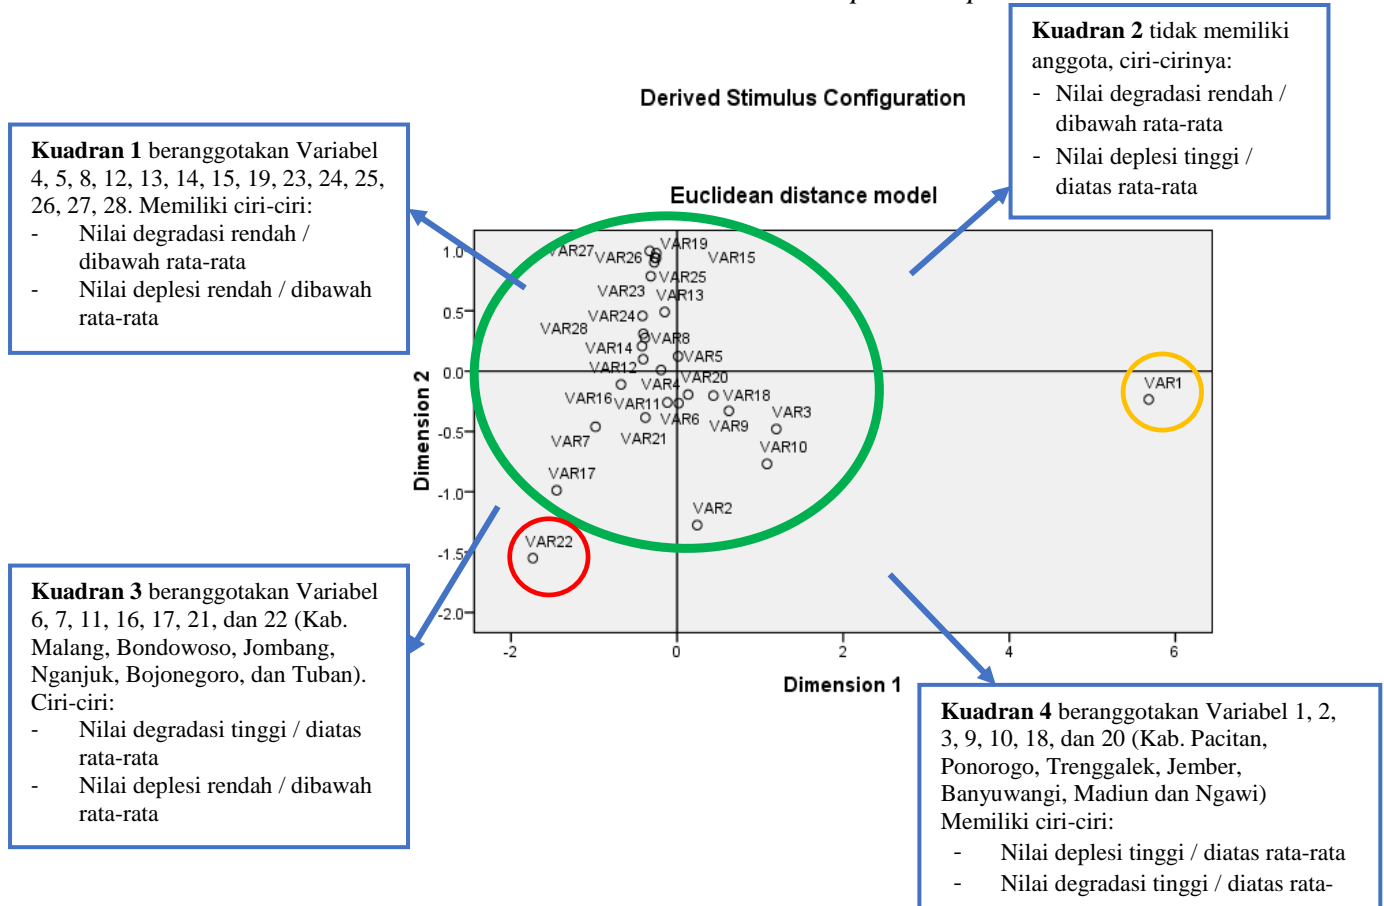 Kuadran 2 tidak memiliki
anggota, ciri-cirinya:
- Nilai degradasi rendah /
dibawah rata-rata
- Nilai deplesi tinggi /
diatas rata-rata
Derived Stimulus Configuration
Kuadran 1 beranggotakan Variabel
4, 5, 8, 12, 13, 14, 15, 19, 23, 24, 25,
26, 27, 28. Memiliki ciri-ciri:
- Nilai degradasi rendah /
dibawah rata-rata
- Nilai deplesi rendah / dibawah
rata-rata
Euclidean distance model
Dimension 2
1.0
0.5
0.0
-0.5
-1.0
-1.5
-2.0
VAR19
VAR27
VAR26
VAR15
VAR25
VAR23
VAR13
VAR24
VAR28
VAR8
VAR14
VAR5
VAR12
VAR4
VAR20
VAR1
VAR16
VAR11
VAR18
VAR6
VAR9
VAR3
VAR7
VAR21
VAR10
VAR17
VAR2
VAR22
-2
0
2
4
6
Dimension 1
Kuadran 3 beranggotakan Variabel
6, 7, 11, 16, 17, 21, dan 22 (Kab.
Malang, Bondowoso, Jombang,
Nganjuk, Bojonegoro, dan Tuban).
Ciri-ciri:
- Nilai degradasi tinggi / diatas
rata-rata
- Nilai deplesi rendah / dibawah
rata-rata
Kuadran 4 beranggotakan Variabel 1, 2,
3, 9, 10, 18, dan 20 (Kab. Pacitan,
Ponorogo, Trenggalek, Jember,
Banyuwangi, Madiun dan Ngawi)
Memiliki ciri-ciri:
- Nilai deplesi tinggi / diatas rata-rata
- Nilai degradasi tinggi / diatas rata-